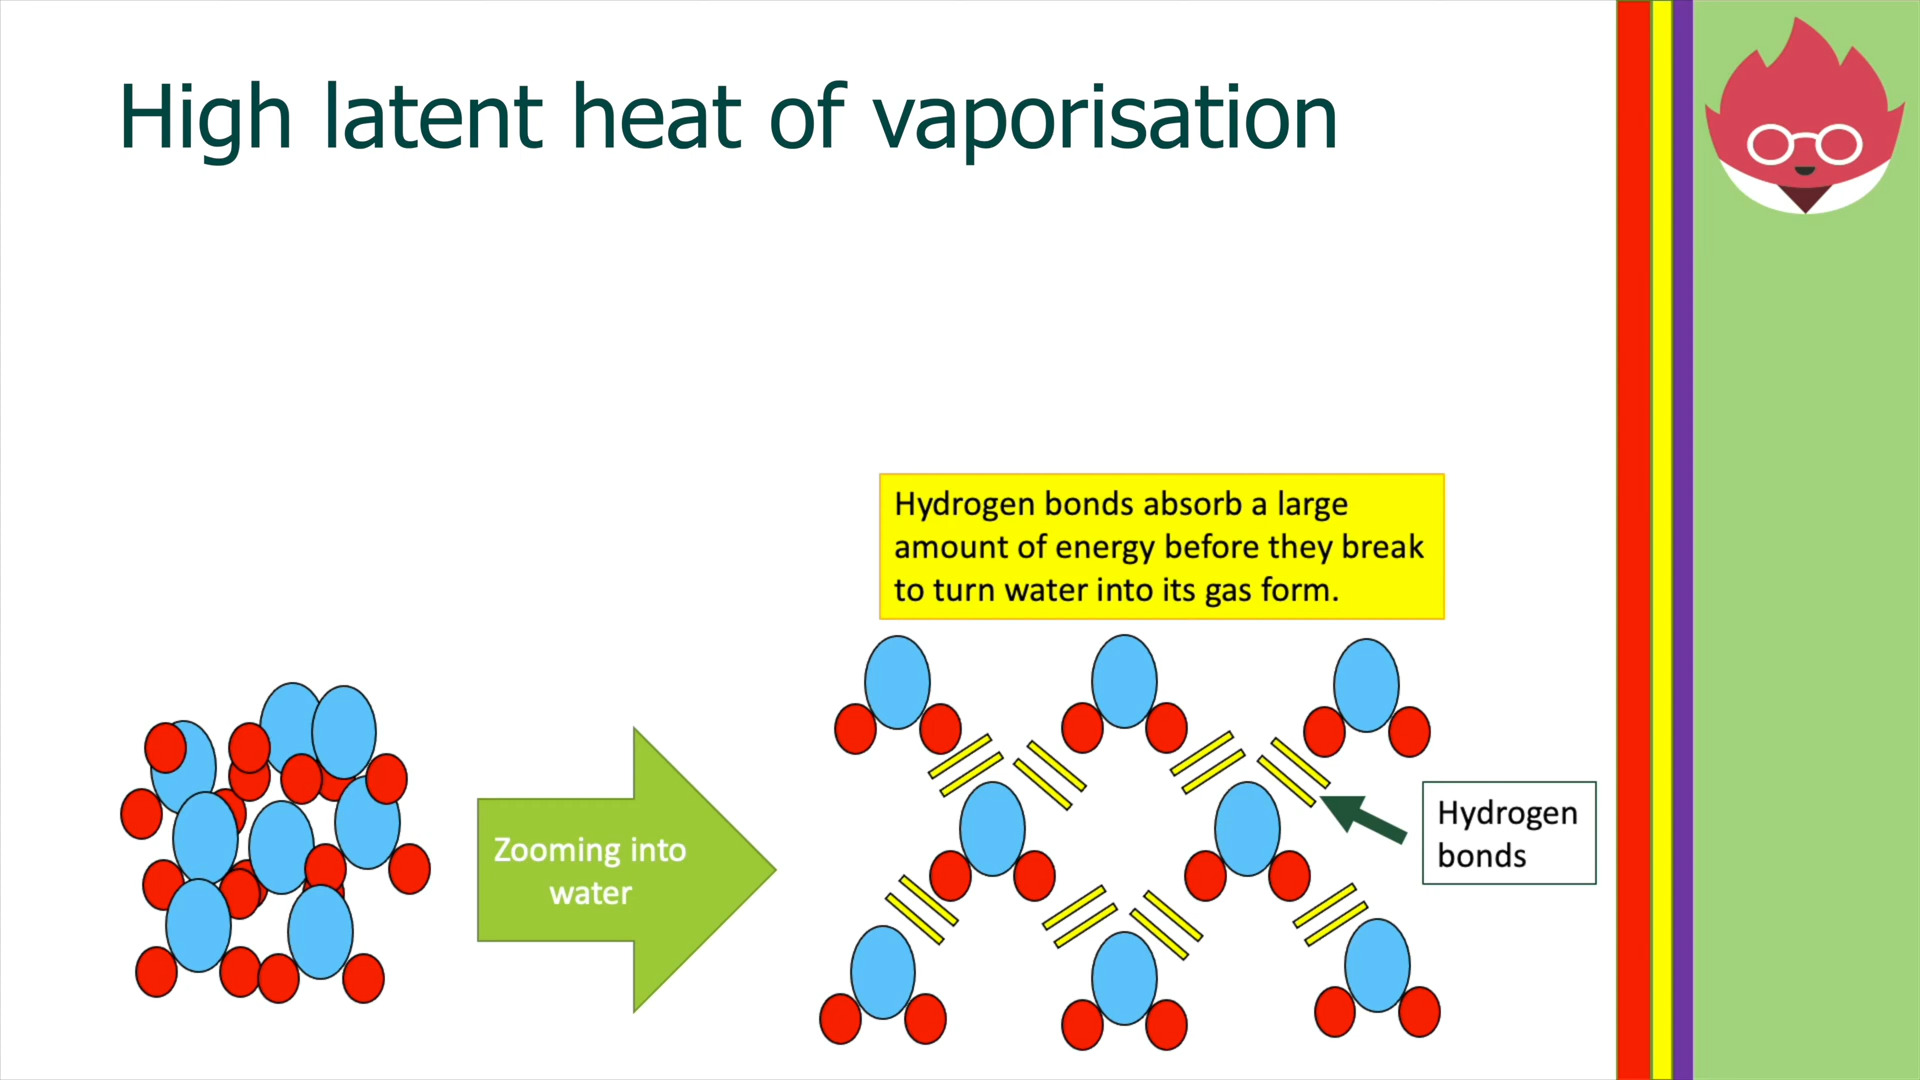 High latent heat of vaporisation
Hydrogen bonds absorb a large
amount of energy before they break
to turn water into its gas form.
Zooming into
water
Hydrogen
bonds